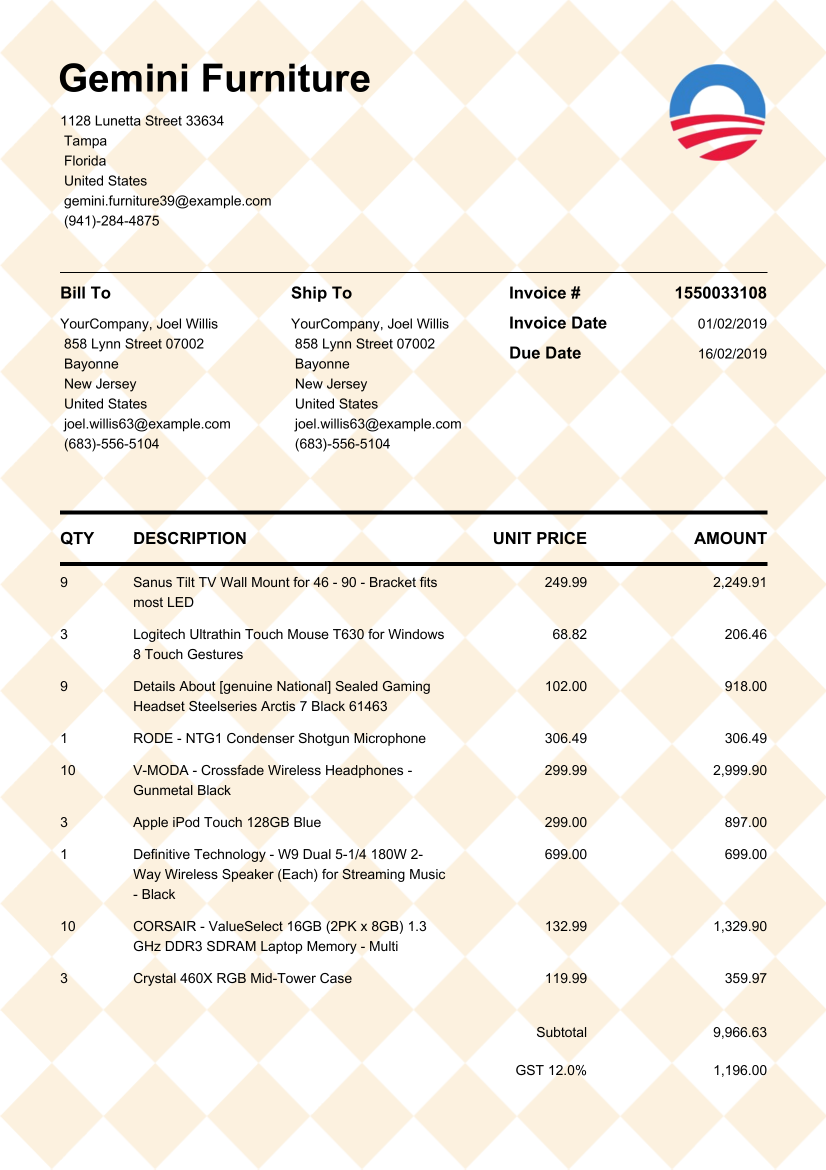 Gemini Furniture
1128 Lunetta Street 33634
Tampa
Florida
United States
gemini.furniture39@example.com
(941)-284-4875
Bill To
YourCompany, Joel Willis
858 Lynn Street 07002
Bayonne
New Jersey
United States
joel.willis63@example.com
(683)-556-5104
Ship To
YourCompany, Joel Willis
858 Lynn Street 07002
Bayonne
New Jersey
United States
joel.willis63@example.com
(683)-556-5104
Invoice # 1550033108
Invoice Date 01/02/2019
Due Date 16/02/2019
QTY DESCRIPTION UNIT PRICE AMOUNT
9 Sanus Tilt TV Wall Mount for 46 - 90 - Bracket fits 249.99 2,249.91
most LED
3 Logitech Ultrathin Touch Mouse T630 for Windows 68.82 206.46
8 Touch Gestures
9 Details About [genuine National] Sealed Gaming 102.00 918.00
Headset Steelseries Arctis 7 Black 61463
1 RODE - NTG1 Condenser Shotgun Microphone 306.49 306.49
10 V-MODA - Crossfade Wireless Headphones - 299.99 2,999.90
Gunmetal Black
3 Apple iPod Touch 128GB Blue 299.00 897.00
1 Definitive Technology - W9 Dual 5-1/4 180W 2- 699.00 699.00
Way Wireless Speaker (Each) for Streaming Music
- Black
10 CORSAIR - ValueSelect 16GB (2PK x 8GB) 1.3 132.99 1,329.90
GHz DDR3 SDRAM Laptop Memory - Multi
3 Crystal 460X RGB Mid-Tower Case 119.99 359.97
Subtotal 9,966.63
GST 12.0% 1,196.00